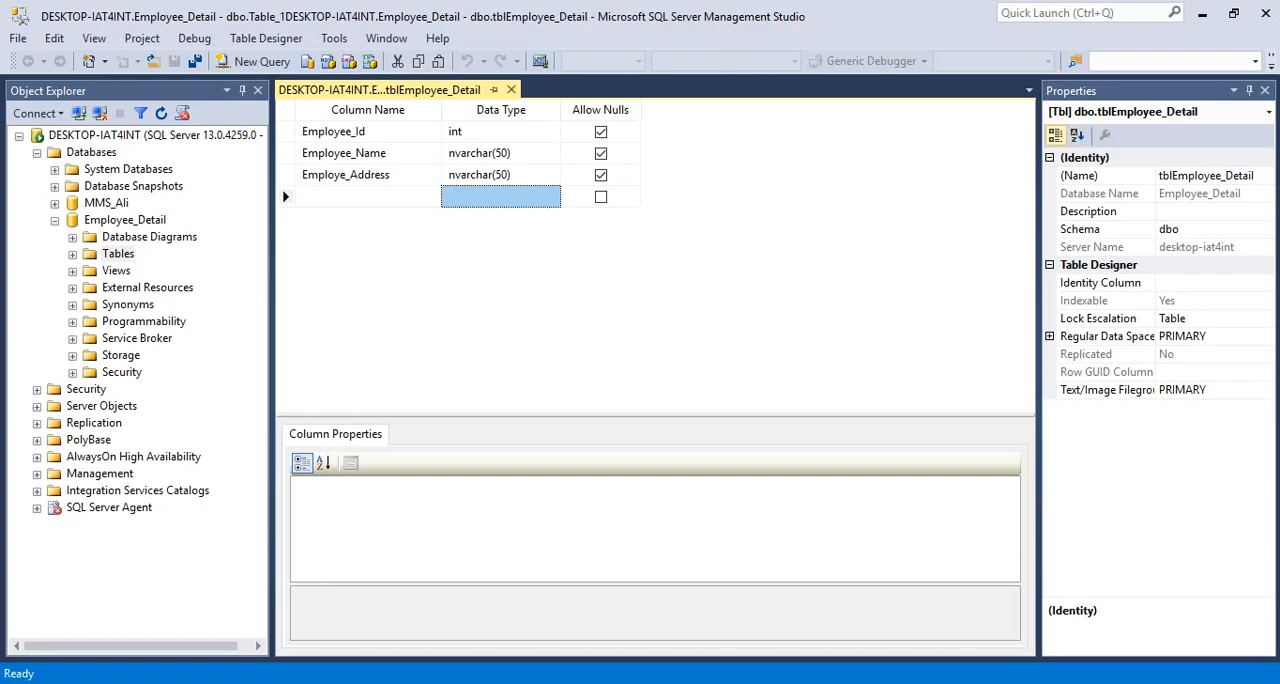 DESKTOP-IAT4INT.Employee_Detail - dbo.Table_1DESKTOP-IAT4INT.Employee_Detail - dbo.tblEmployee_Detail - Microsoft SQL Server Management Studio
Quick Launch (Ctrl+Q)
File Edit View Project Debug Table Designer Tools Window Help
New Query
Generic Debugger
Object Explorer
Connect
DESKTOP-IAT4INT (SQL Server 13.0.4259.0 -
Databases
System Databases
Database Snapshots
MMS_Ali
Employee_Detail
Database Diagrams
Tables
Views
External Resources
Synonyms
Programmability
Service Broker
Storage
Security
Security
Server Objects
Replication
PolyBase
AlwaysOn High Availability
Management
Integration Services Catalogs
SQL Server Agent
DESKTOP-IAT4INT.E...tblEmployee_Detail
Column Name Data Type Allow Nulls
Employee_Id int
Employee_Name nvarchar(50)
Employe_Address nvarchar(50)
Column Properties
Properties
[Tbl] dbo.tblEmployee_Detail
(Identity)
(Name) tblEmployee_Detail
Database Name Employee_Detail
Description
Schema dbo
Server Name desktop-iat4int
Table Designer
Identity Column
Indexable Yes
Lock Escalation Table
Regular Data Space PRIMARY
Replicated No
Row GUID Column
Text/Image Filegrou PRIMARY
(Identity)
Ready